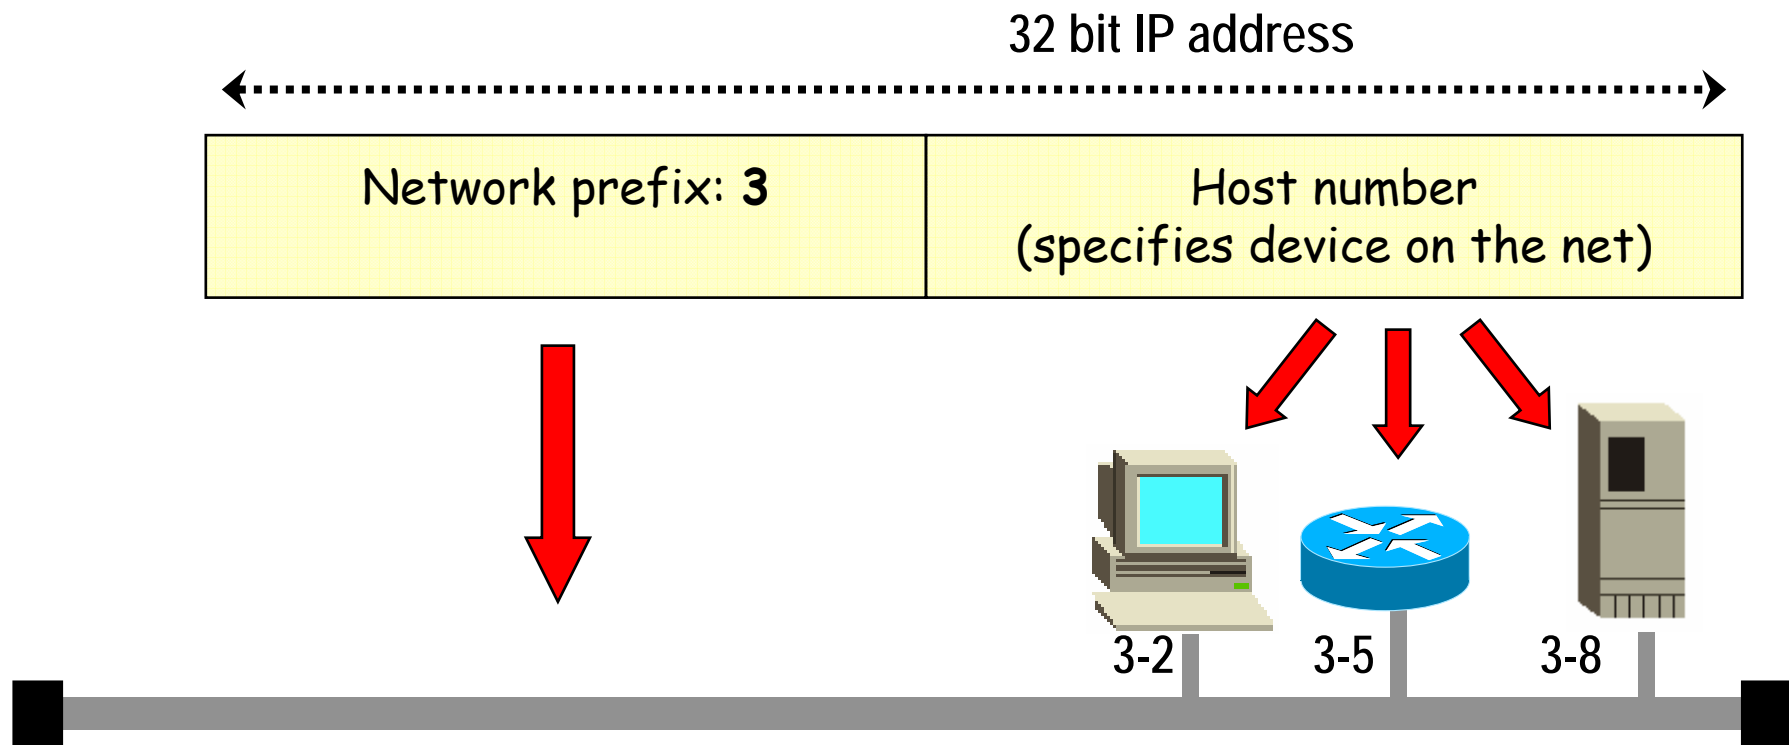 32 bit IP address
Network prefix: 3
Host number
(specifies device on the net)
3-2
3-5
3-8